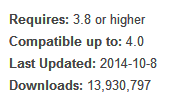 Requires: 3.8 or higher
Compatible up to: 4.0
Last Updated: 2014-10-8
Downloads: 13,930,797